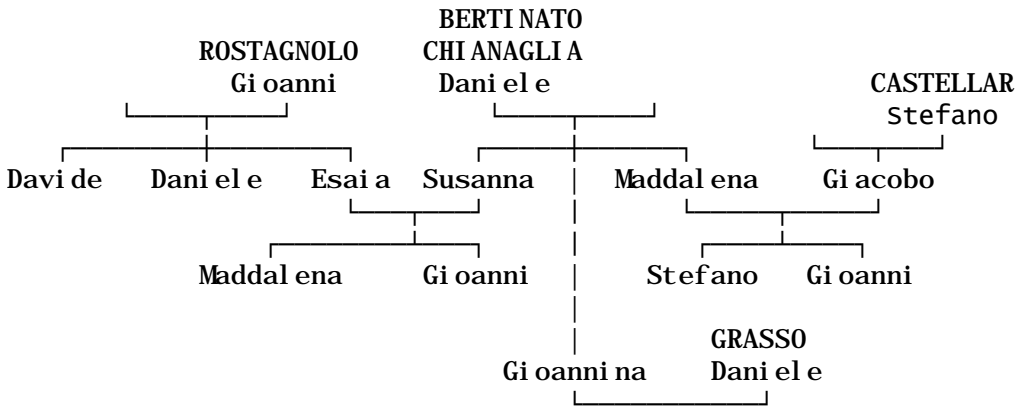 BERTINATO
ROSTAGNOLO CHIANAGLIA
Gioanni Daniele CASTELLAR
Stefano
Davide Daniele Esaia Susanna Maddalena Giacobo
Maddalena Gioanni Stefano Gioanni
GRASSO
Gioannina Daniele